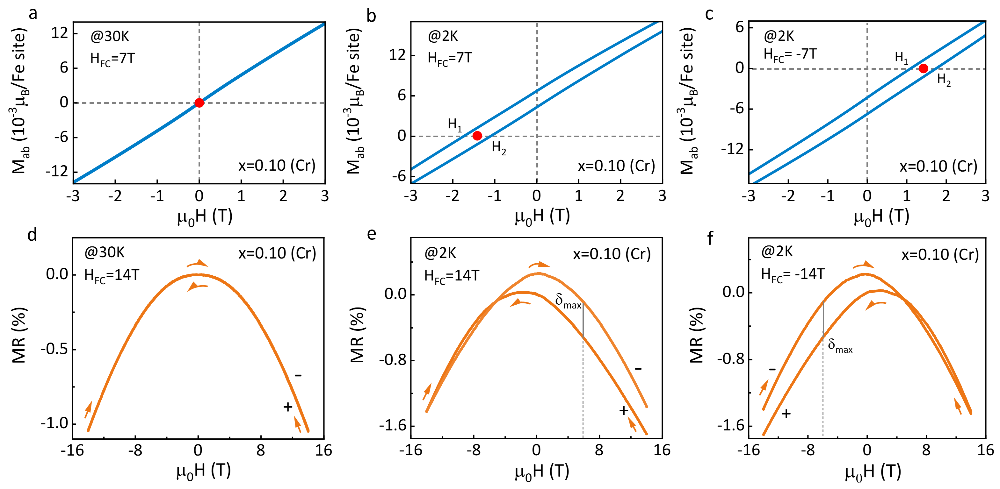 a
@30K
H_FC=7T
x=0.10 (Cr)
M_ab (10^-3 μ_B/Fe site)
12
6
0
-6
-12
-3 -2 -1 0 1 2 3
μ_0H (T)
b
@2K
H_FC=7T
H_1
H_2
x=0.10 (Cr)
M_ab (10^-3 μ_B/Fe site)
12
6
0
-6
-3 -2 -1 0 1 2 3
μ_0H (T)
c
@2K
H_FC= -7T
H_1
H_2
x=0.10 (Cr)
M_ab (10^-3 μ_B/Fe site)
6
0
-6
-12
-3 -2 -1 0 1 2 3
μ_0H (T)
d
@30K
x=0.10 (Cr)
H_FC=14T
-
+
MR (%)
0.0
-0.5
-1.0
-16 -8 0 8 16
μ_0H (T)
e
@2K
x=0.10 (Cr)
H_FC=14T
δ_max
-
+
MR (%)
0.0
-0.8
-1.6
-16 -8 0 8 16
μ_0H (T)
f
@2K
x=0.10 (Cr)
H_FC= -14T
δ_max
-
+
MR (%)
0.0
-0.8
-1.6
-16 -8 0 8 16
μ_0H (T)